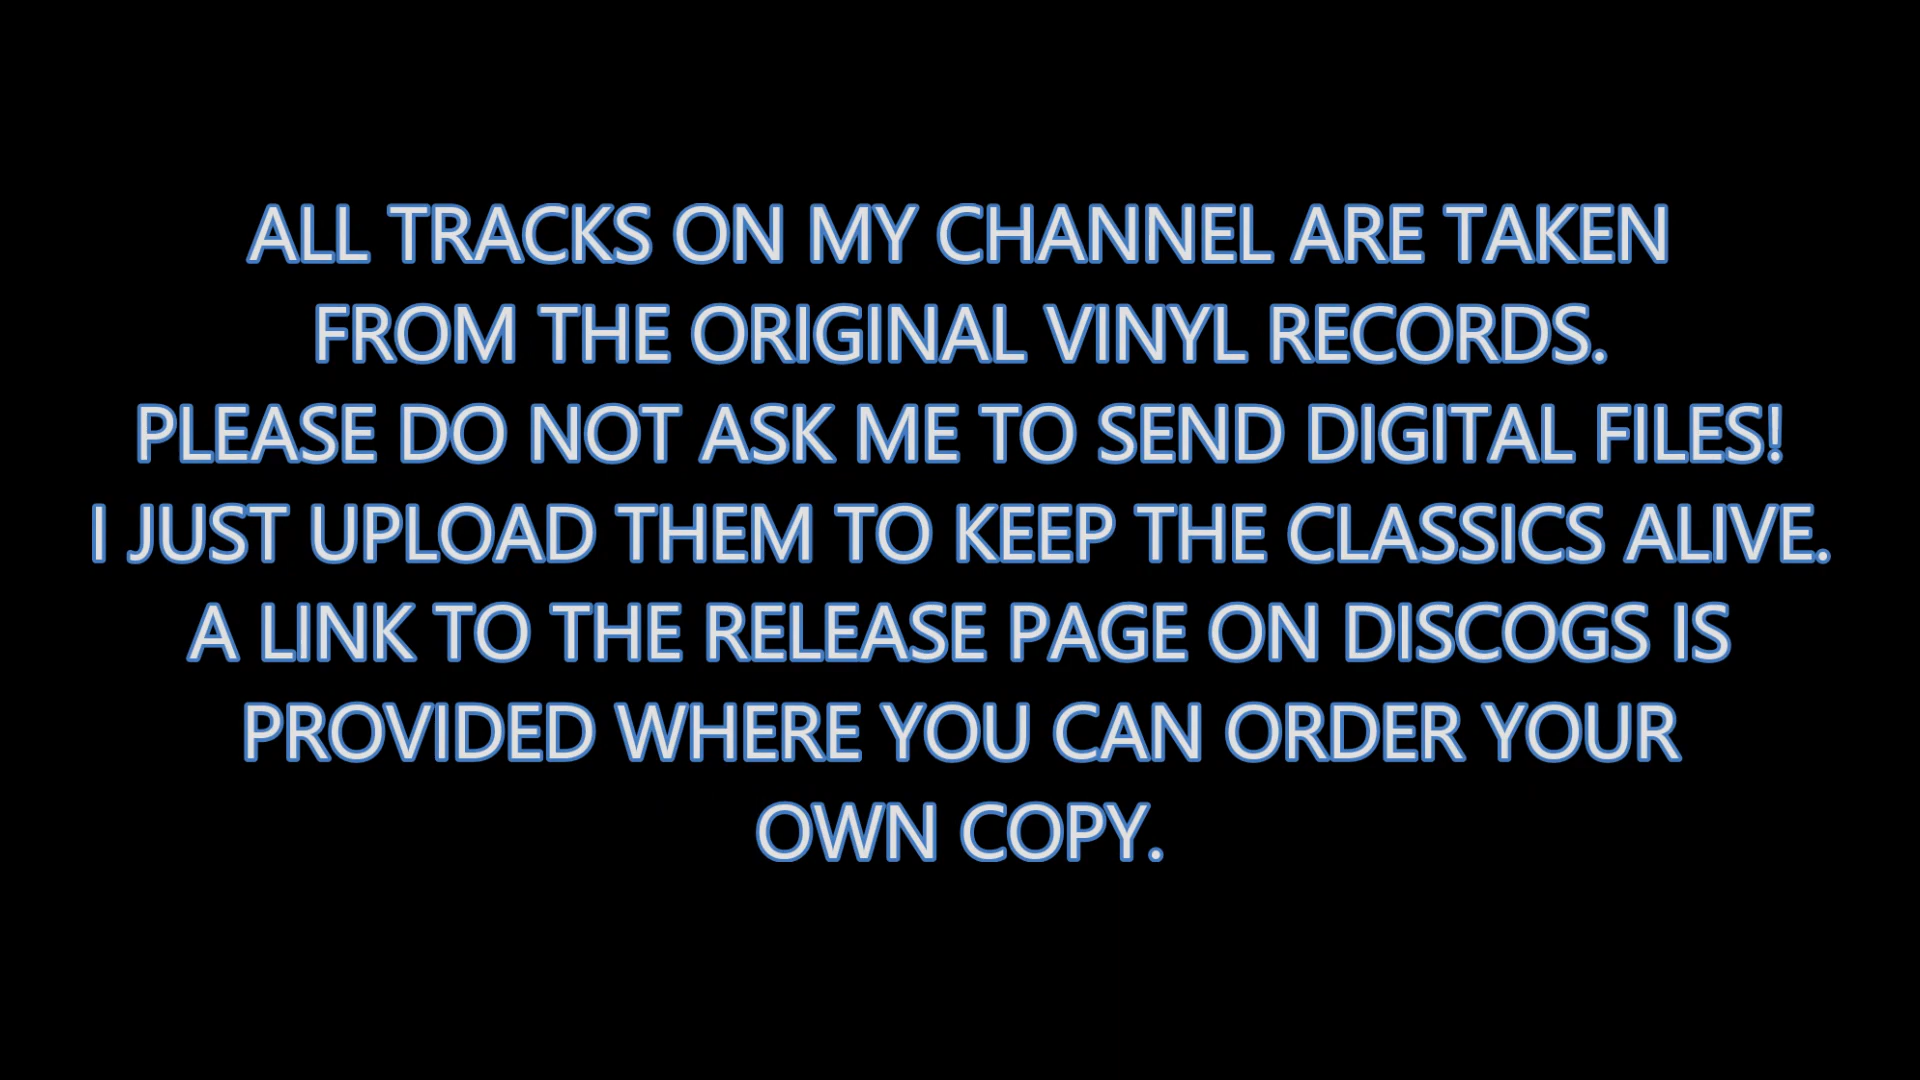 ALL TRACKS ON MY CHANNEL ARE TAKEN
FROM THE ORIGINAL VINYL RECORDS.
PLEASE DO NOT ASK ME TO SEND DIGITAL FILES!
I JUST UPLOAD THEM TO KEEP THE CLASSICS ALIVE.
A LINK TO THE RELEASE PAGE ON DISCOGS IS
PROVIDED WHERE YOU CAN ORDER YOUR
OWN COPY.